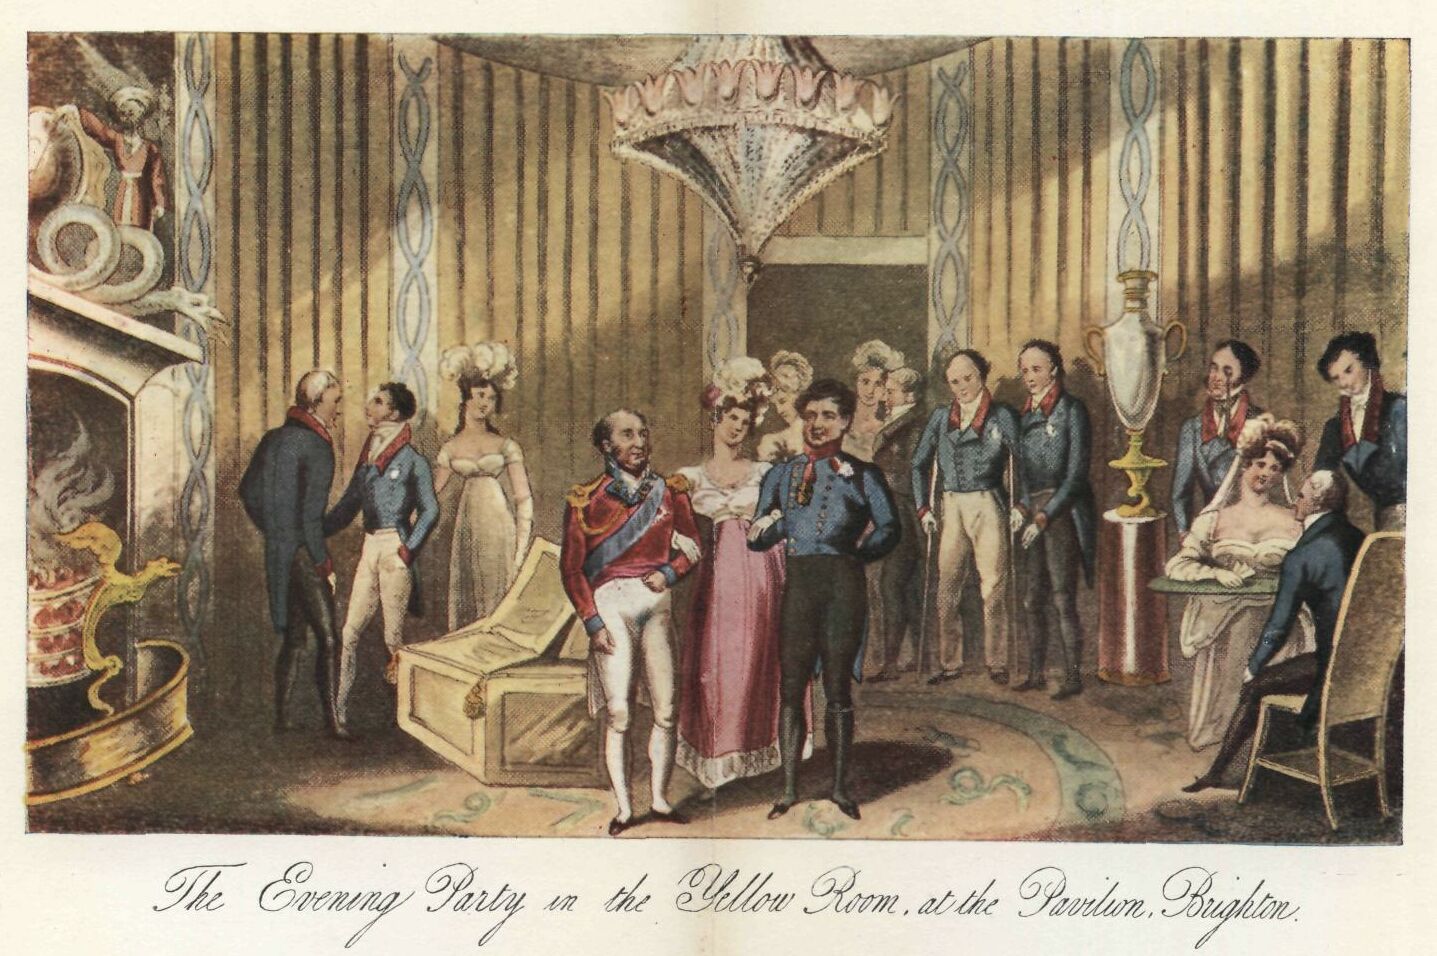 The Evening Party in the Yellow Room, at the Pavilion, Brighton.